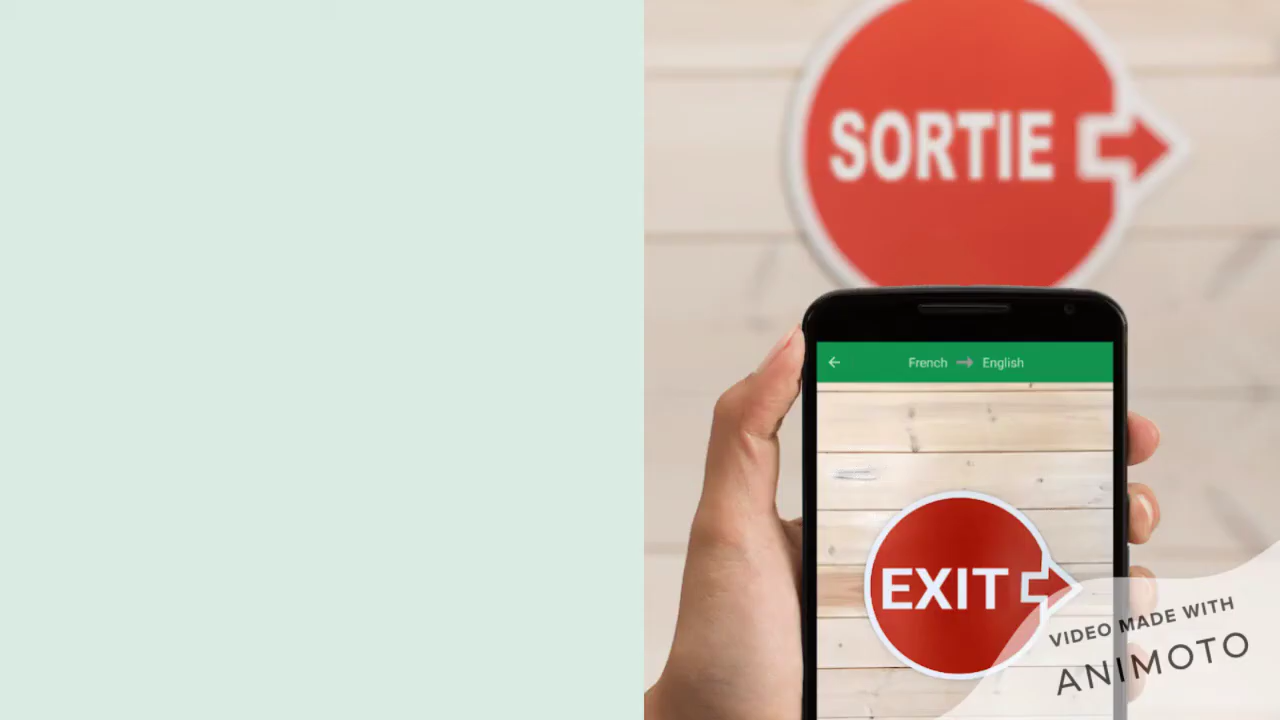 SORTIE
French → English
EXIT
VIDEO MADE WITH
ANIMOTO